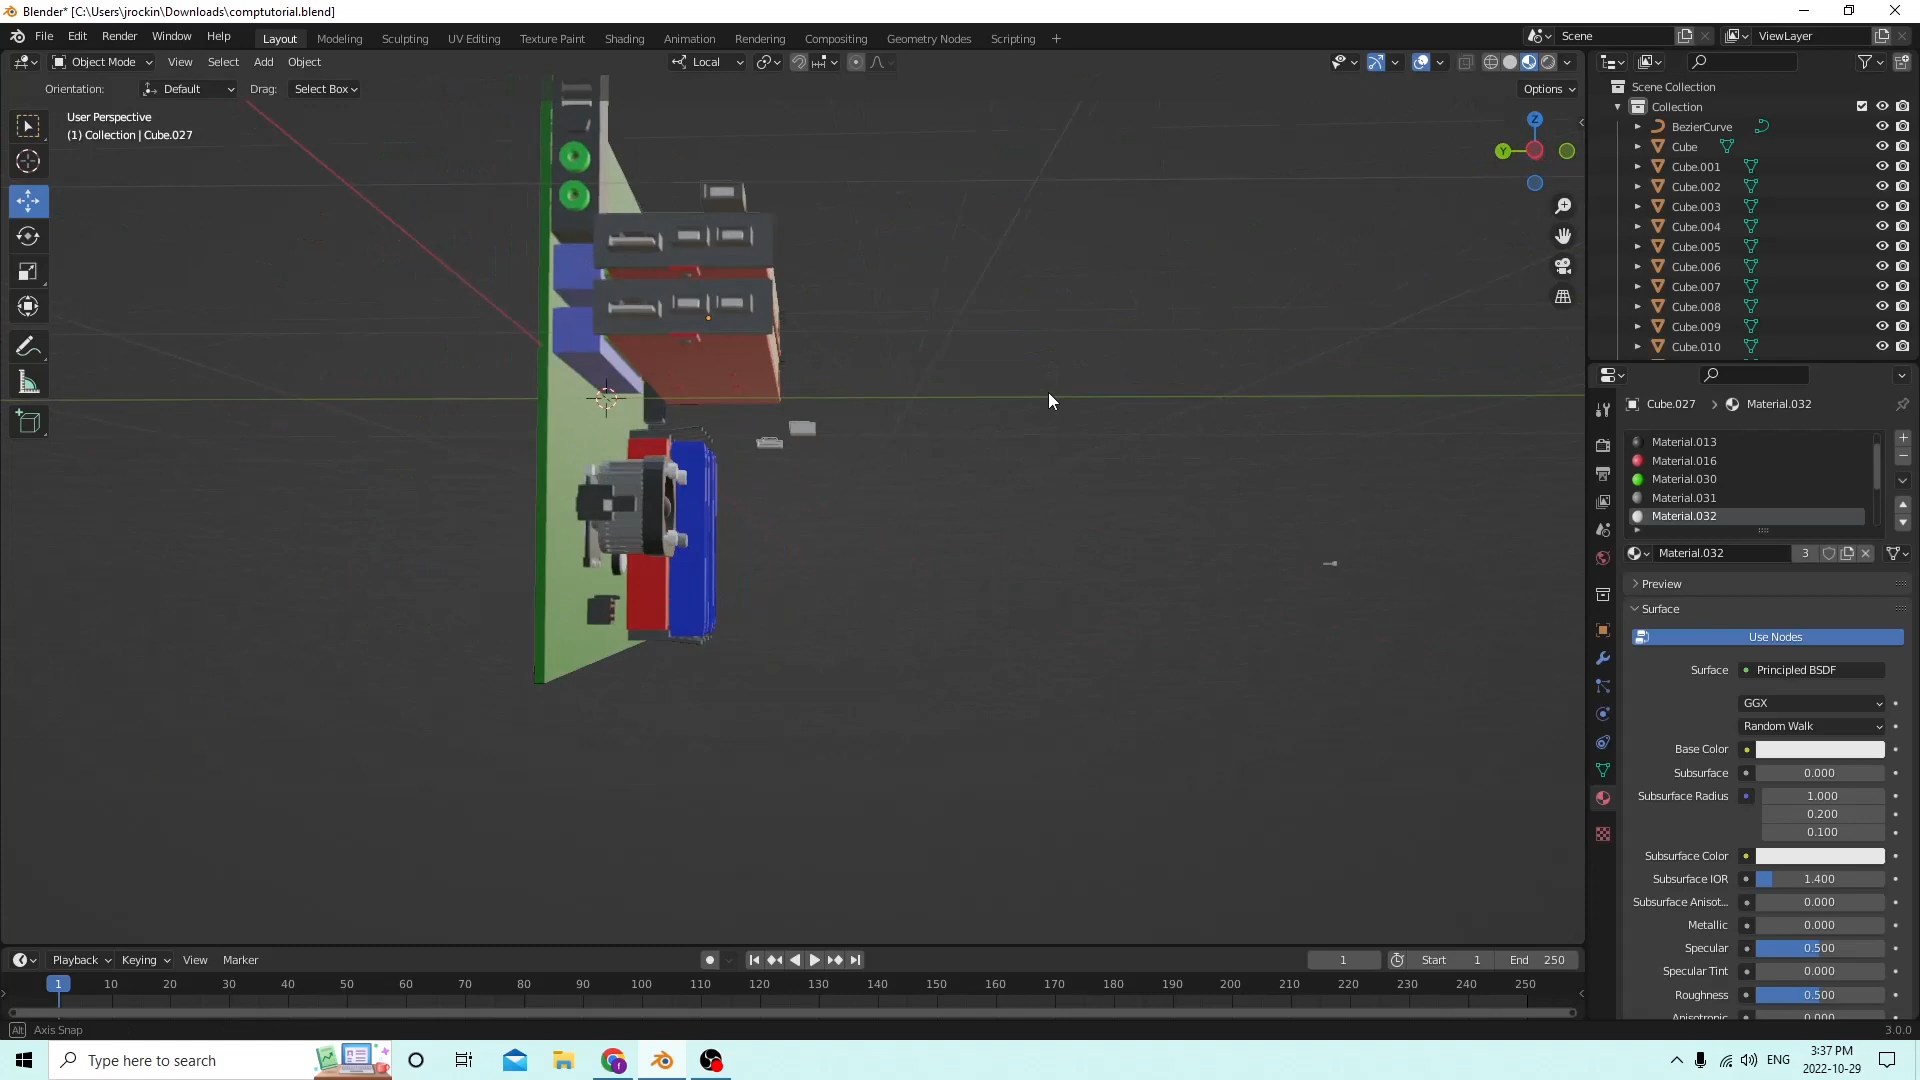 Blender* [C:\Users\jrockin\Downloads\comptutorial.blend]
File Edit Render Window Help Layout Modeling Sculpting UV Editing Texture Paint Shading Animation Rendering Compositing Geometry Nodes Scripting + Scene ViewLayer
Object Mode View Select Add Object Local
Orientation: Default Drag: Select Box Options
User Perspective
(1) Collection | Cube.027
Z
Y
Scene Collection
Collection
BezierCurve
Cube
Cube.001
Cube.002
Cube.003
Cube.004
Cube.005
Cube.006
Cube.007
Cube.008
Cube.009
Cube.010
Cube.027 > Material.032
Material.013
Material.016
Material.030
Material.031
Material.032
Material.032 3
Preview
Surface
Use Nodes
Surface Principled BSDF
GGX
Random Walk
Base Color
Subsurface 0.000
Subsurface Radius 1.000
0.200
0.100
Subsurface Color
Subsurface IOR 1.400
Subsurface Anisot... 0.000
Metallic 0.000
Specular 0.500
Specular Tint 0.000
Roughness 0.500
Anisotropic 0.000
Playback Keying View Marker 1 Start 1 End 250
1 10 20 30 40 50 60 70 80 90 100 110 120 130 140 150 160 170 180 190 200 210 220 230 240 250
Alt Axis Snap 3.0.0
Type here to search ENG 3:37 PM
2022-10-29